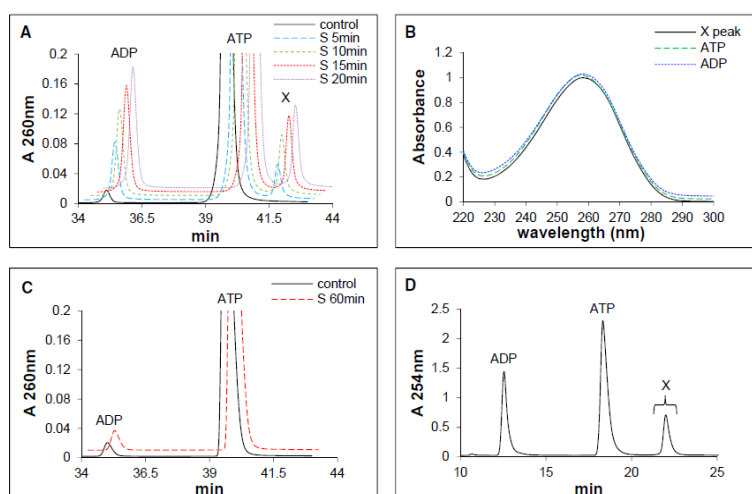 A
ADP
ATP
X
control
S 5min
S 10min
S 15min
S 20min
A 260nm
0.2
0.16
0.12
0.08
0.04
0
34 36.5 39 41.5 44
min
B
X peak
ATP
ADP
Absorbance
1.2
1
0.8
0.6
0.4
0.2
0
220 230 240 250 260 270 280 290 300
wavelength (nm)
C
ADP
ATP
control
S 60min
A 260nm
0.2
0.16
0.12
0.08
0.04
0
34 36.5 39 41.5 44
min
D
ADP
ATP
X
A 254nm
2.5
2
1.5
1
0.5
0
10 15 20 25
min